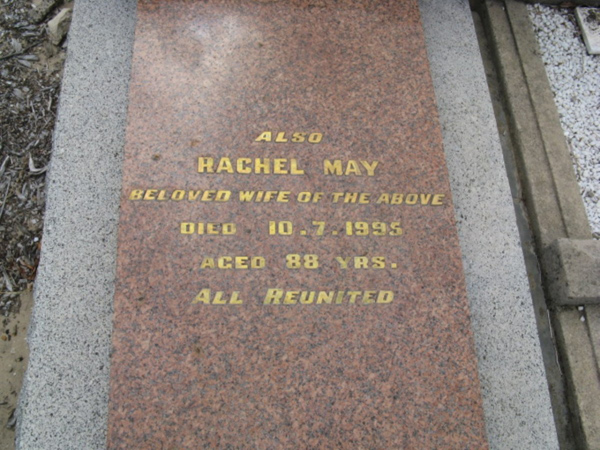 ALSO
RACHEL MAY
BELOVED WIFE OF THE ABOVE
DIED 10.7.1995
AGED 88 YRS.
ALL REUNITED